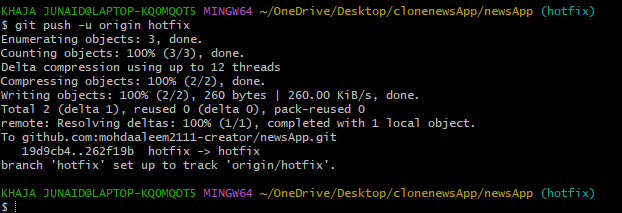 KHAJA JUNAID@LAPTOP-KQOMQOT5 MINGW64 ~/OneDrive/Desktop/clonenewsApp/newsApp (hotfix)
$ git push -u origin hotfix
Enumerating objects: 3, done.
Counting objects: 100% (3/3), done.
Delta compression using up to 12 threads
Compressing objects: 100% (2/2), done.
Writing objects: 100% (2/2), 260 bytes | 260.00 KiB/s, done.
Total 2 (delta 1), reused 0 (delta 0), pack-reused 0
remote: Resolving deltas: 100% (1/1), completed with 1 local object.
To github.com:mohdaaleem2111-creator/newsApp.git
   19d9cb4..262f19b  hotfix -> hotfix
branch 'hotfix' set up to track 'origin/hotfix'.
KHAJA JUNAID@LAPTOP-KQOMQOT5 MINGW64 ~/OneDrive/Desktop/clonenewsApp/newsApp (hotfix)
$